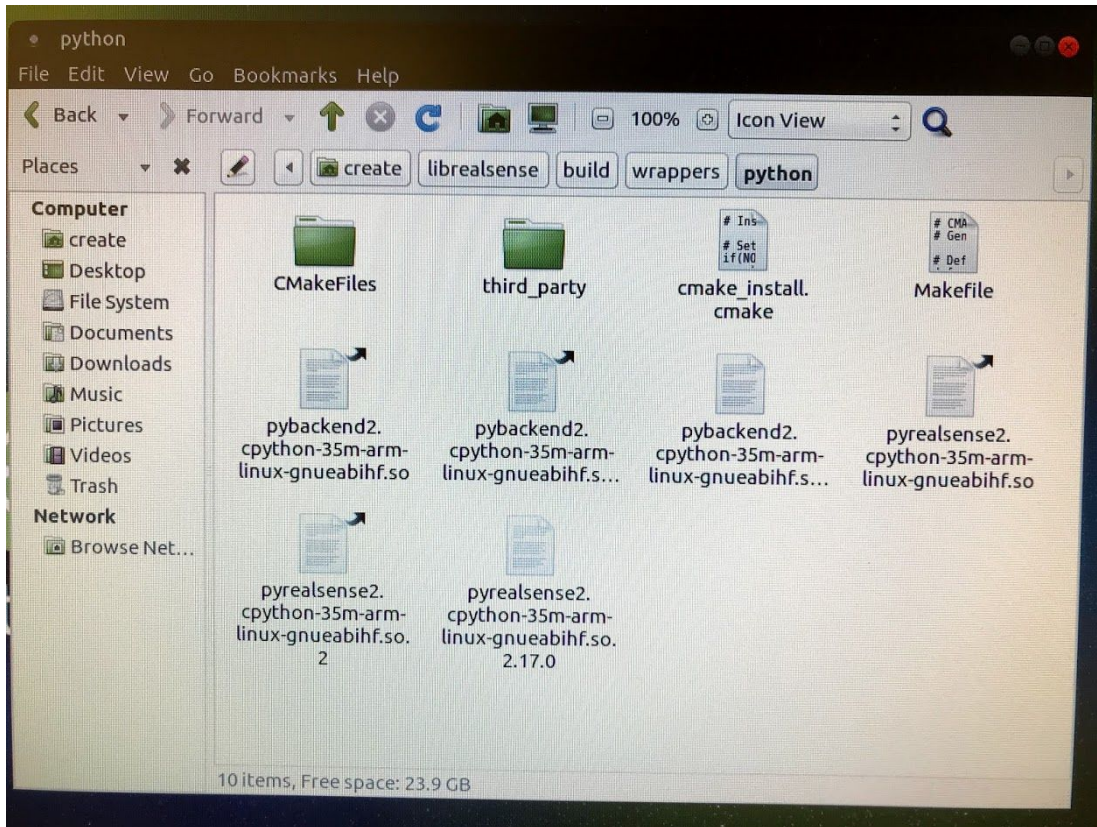 python
File Edit View Go Bookmarks Help
Back Forward 100% Icon View
Places create librealsense build wrappers python
Computer
create
Desktop
File System
Documents
Downloads
Music
Pictures
Videos
Trash
Network
Browse Net...
CMakeFiles
third_party
# Ins
# Set
if(NO
cmake_install.
cmake
# CMA
# Gen
# Def
Makefile
pybackend2.
cpython-35m-arm-
linux-gnueabihf.so
pybackend2.
cpython-35m-arm-
linux-gnueabihf.s...
pybackend2.
cpython-35m-arm-
linux-gnueabihf.s...
pyrealsense2.
cpython-35m-arm-
linux-gnueabihf.so
pyrealsense2.
cpython-35m-arm-
linux-gnueabihf.so.
2
pyrealsense2.
cpython-35m-arm-
linux-gnueabihf.so.
2.17.0
10 items, Free space: 23.9 GB